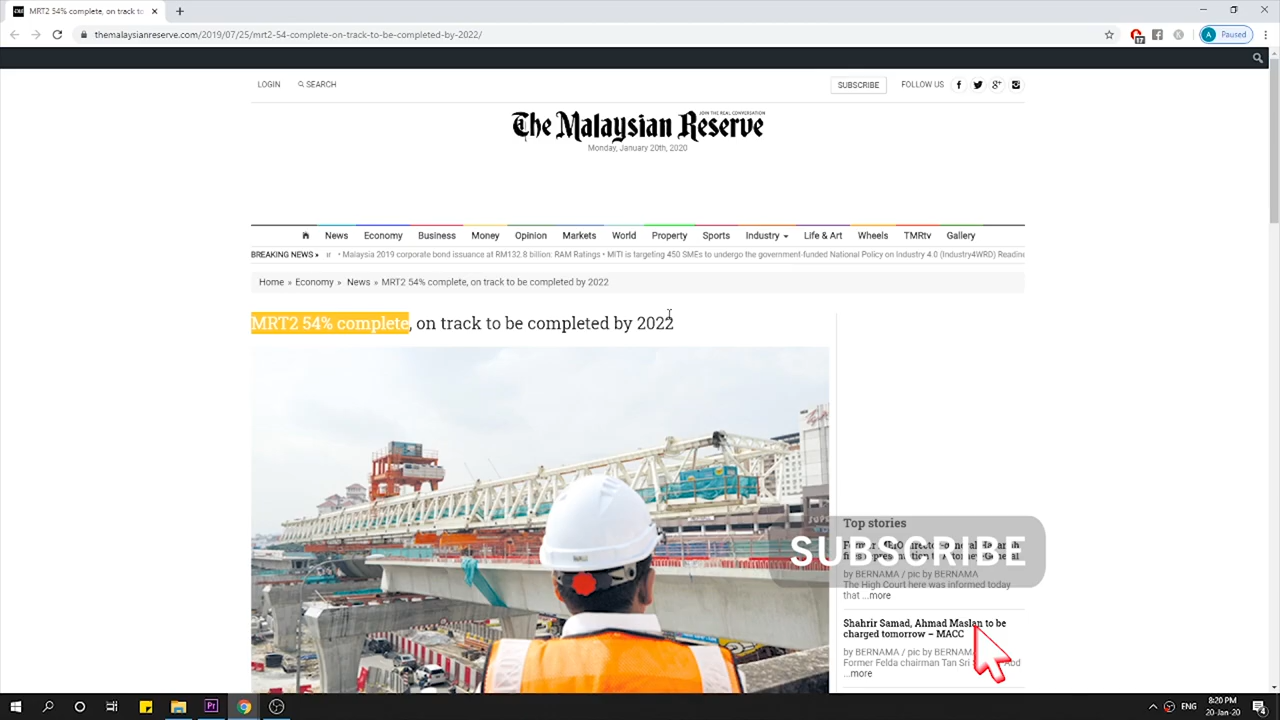 MRT2 54% complete, on track to
themalaysianreserve.com/2019/07/25/mrt2-54-complete-on-track-to-be-completed-by-2022/
17
A Paused
LOGIN SEARCH
SUBSCRIBE FOLLOW US
JOIN THE REAL CONVERSATION
The Malaysian Reserve
Monday, January 20th, 2020
News Economy Business Money Opinion Markets World Property Sports Industry Life & Art Wheels TMRtv Gallery
BREAKING NEWS » • Malaysia 2019 corporate bond issuance at RM132.8 billion: RAM Ratings • MITI is targeting 450 SMEs to undergo the government-funded National Policy on Industry 4.0 (Industry4WRD) Readine
Home » Economy » News » MRT2 54% complete, on track to be completed by 2022
MRT2 54% complete, on track to be completed by 2022
Top stories
SUBSCRIBE
by BERNAMA / pic by BERNAMA
The High Court here was informed today
that ...more
Shahrir Samad, Ahmad Maslan to be
charged tomorrow – MACC
by BERNAMA / pic by BERNAMA
Former Felda chairman Tan Sri
...more
8:20 PM
ENG
20-Jan-20
4